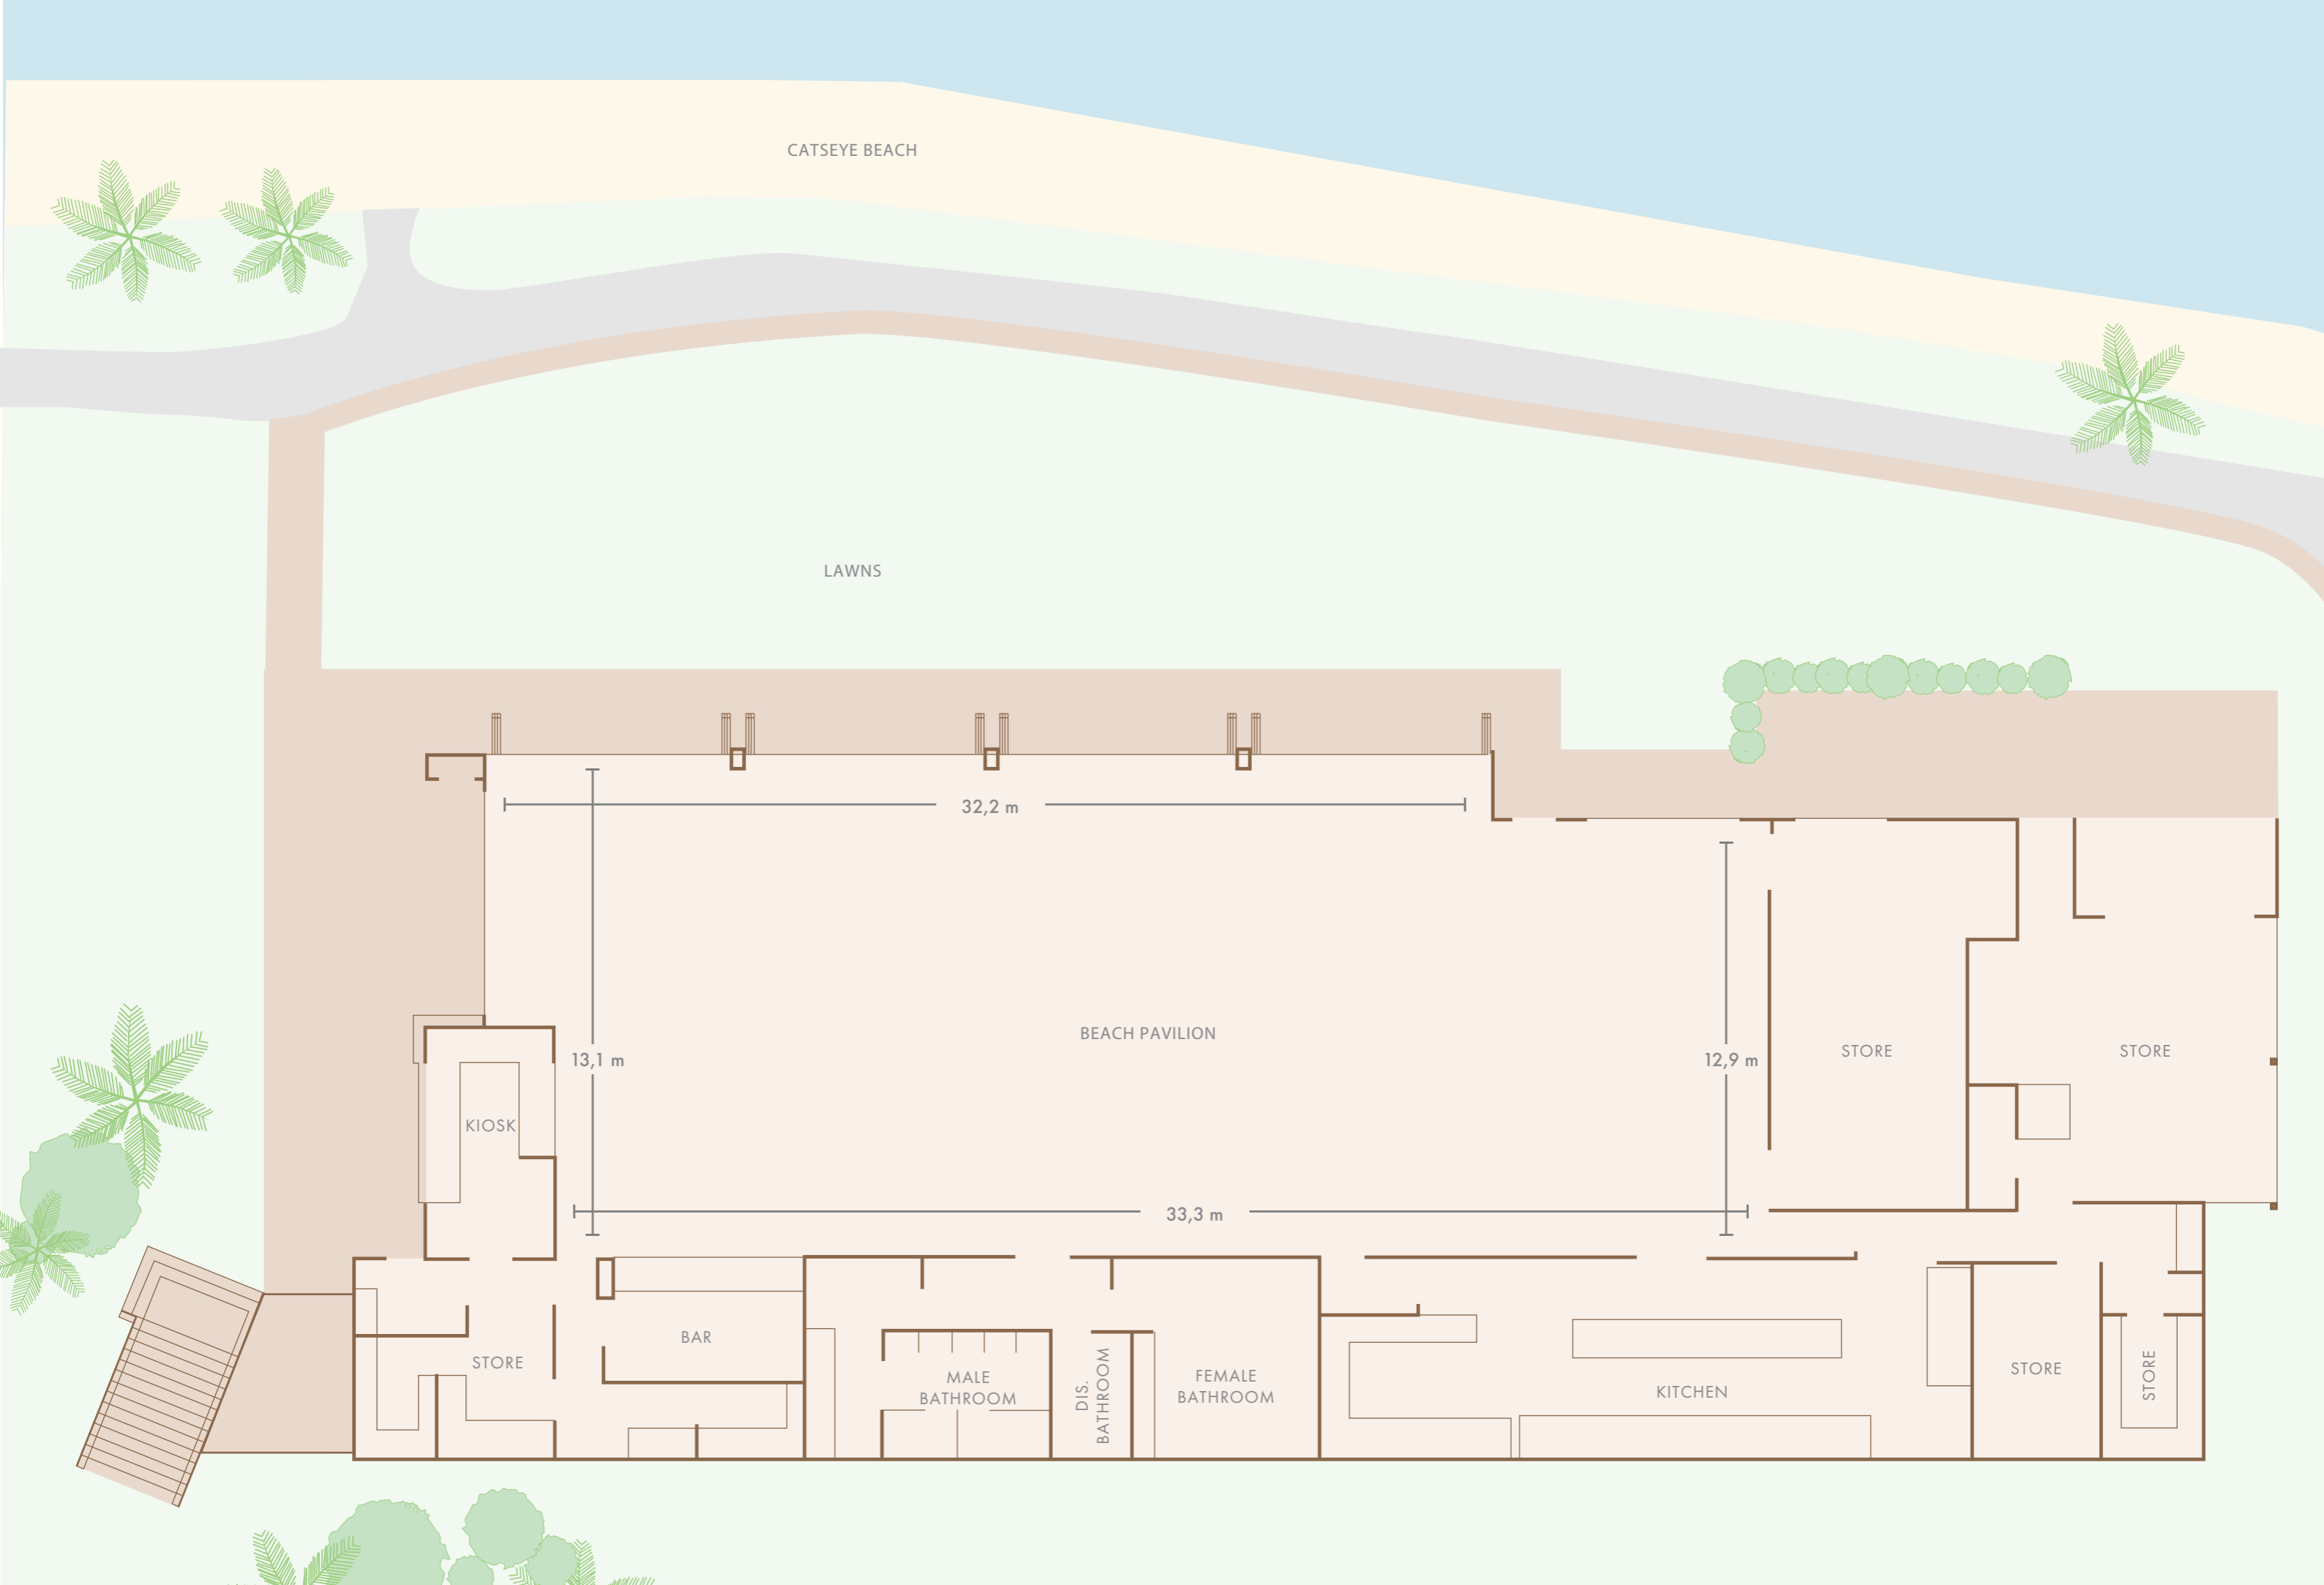 CATSEYE BEACH
LAWNS
32,2 m
BEACH PAVILION
STORE
STORE
13,1 m
12,9 m
KIOSK
33,3 m
BAR
STORE
MALE
BATHROOM
DIS.
BATHROOM
FEMALE
BATHROOM
KITCHEN
STORE
STORE